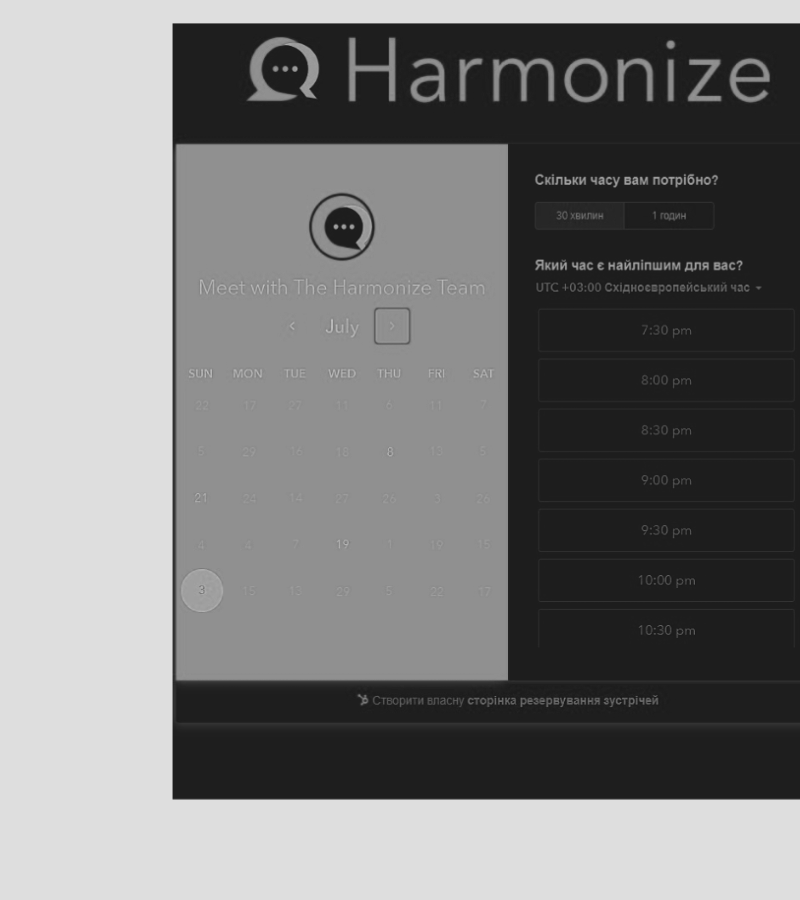 Harmonize
Meet with The Harmonize Team
July
SUN MON TUE WED THU FRI SAT
22 17 27 11 6 11 7
5 29 16 18 8 13 5
21 24 14 27 26 3 26
4 4 7 19 1 19 15
3 15 13 29 5 22 17
Скільки часу вам потрібно?
30 хвилин 1 годин
Який час є найліпшим для вас?
UTC +03:00 Східноєвропейський час
7:30 pm
8:00 pm
8:30 pm
9:00 pm
9:30 pm
10:00 pm
10:30 pm
Створити власну сторінка резервування зустрічей